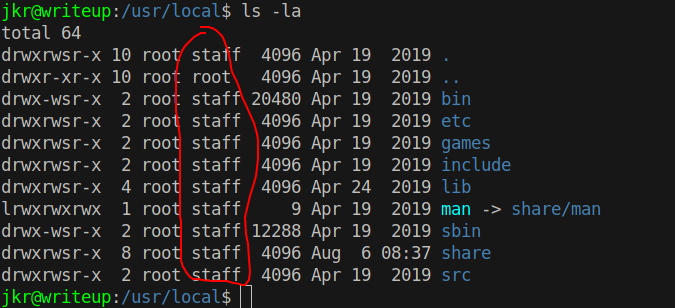 jkr@writeup:/usr/local$ ls -la
total 64
drwxrwsr-x 10 root staff  4096 Apr 19  2019 .
drwxr-xr-x 10 root root   4096 Apr 19  2019 ..
drwx-wsr-x  2 root staff 20480 Apr 19  2019 bin
drwxrwsr-x  2 root staff  4096 Apr 19  2019 etc
drwxrwsr-x  2 root staff  4096 Apr 19  2019 games
drwxrwsr-x  2 root staff  4096 Apr 19  2019 include
drwxrwsr-x  4 root staff  4096 Apr 24  2019 lib
lrwxrwxrwx  1 root staff     9 Apr 19  2019 man -> share/man
drwx-wsr-x  2 root staff 12288 Apr 19  2019 sbin
drwxrwsr-x  8 root staff  4096 Aug  6 08:37 share
drwxrwsr-x  2 root staff  4096 Apr 19  2019 src
jkr@writeup:/usr/local$